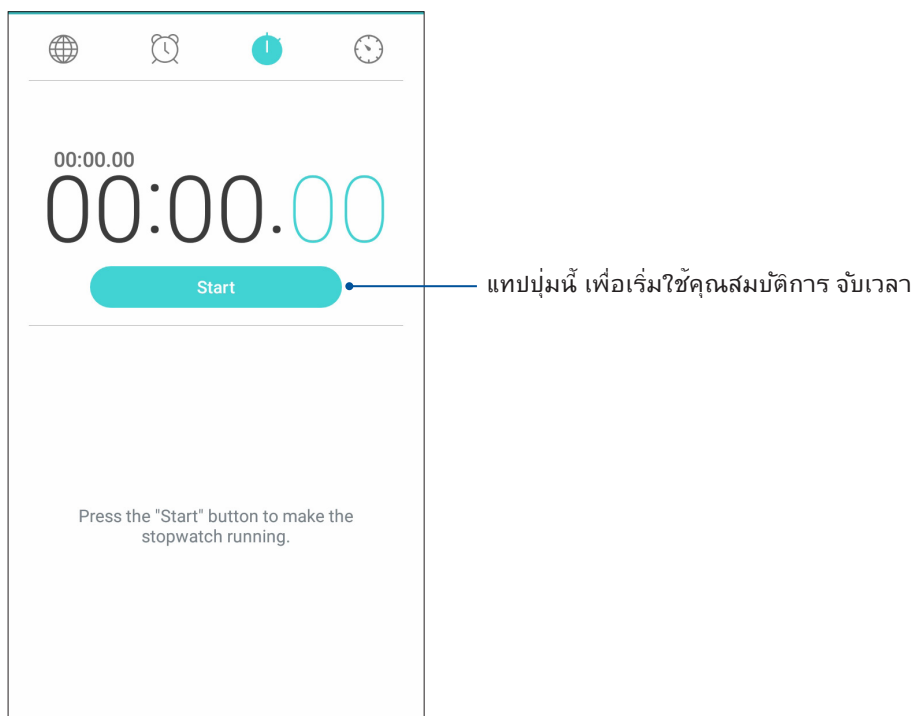 00:00.00
00:00.00
Start
แทปปุ่มนี้ เพื่อเริ่มใช้คุณสมบัติการ จับเวลา
Press the "Start" button to make the
stopwatch running.